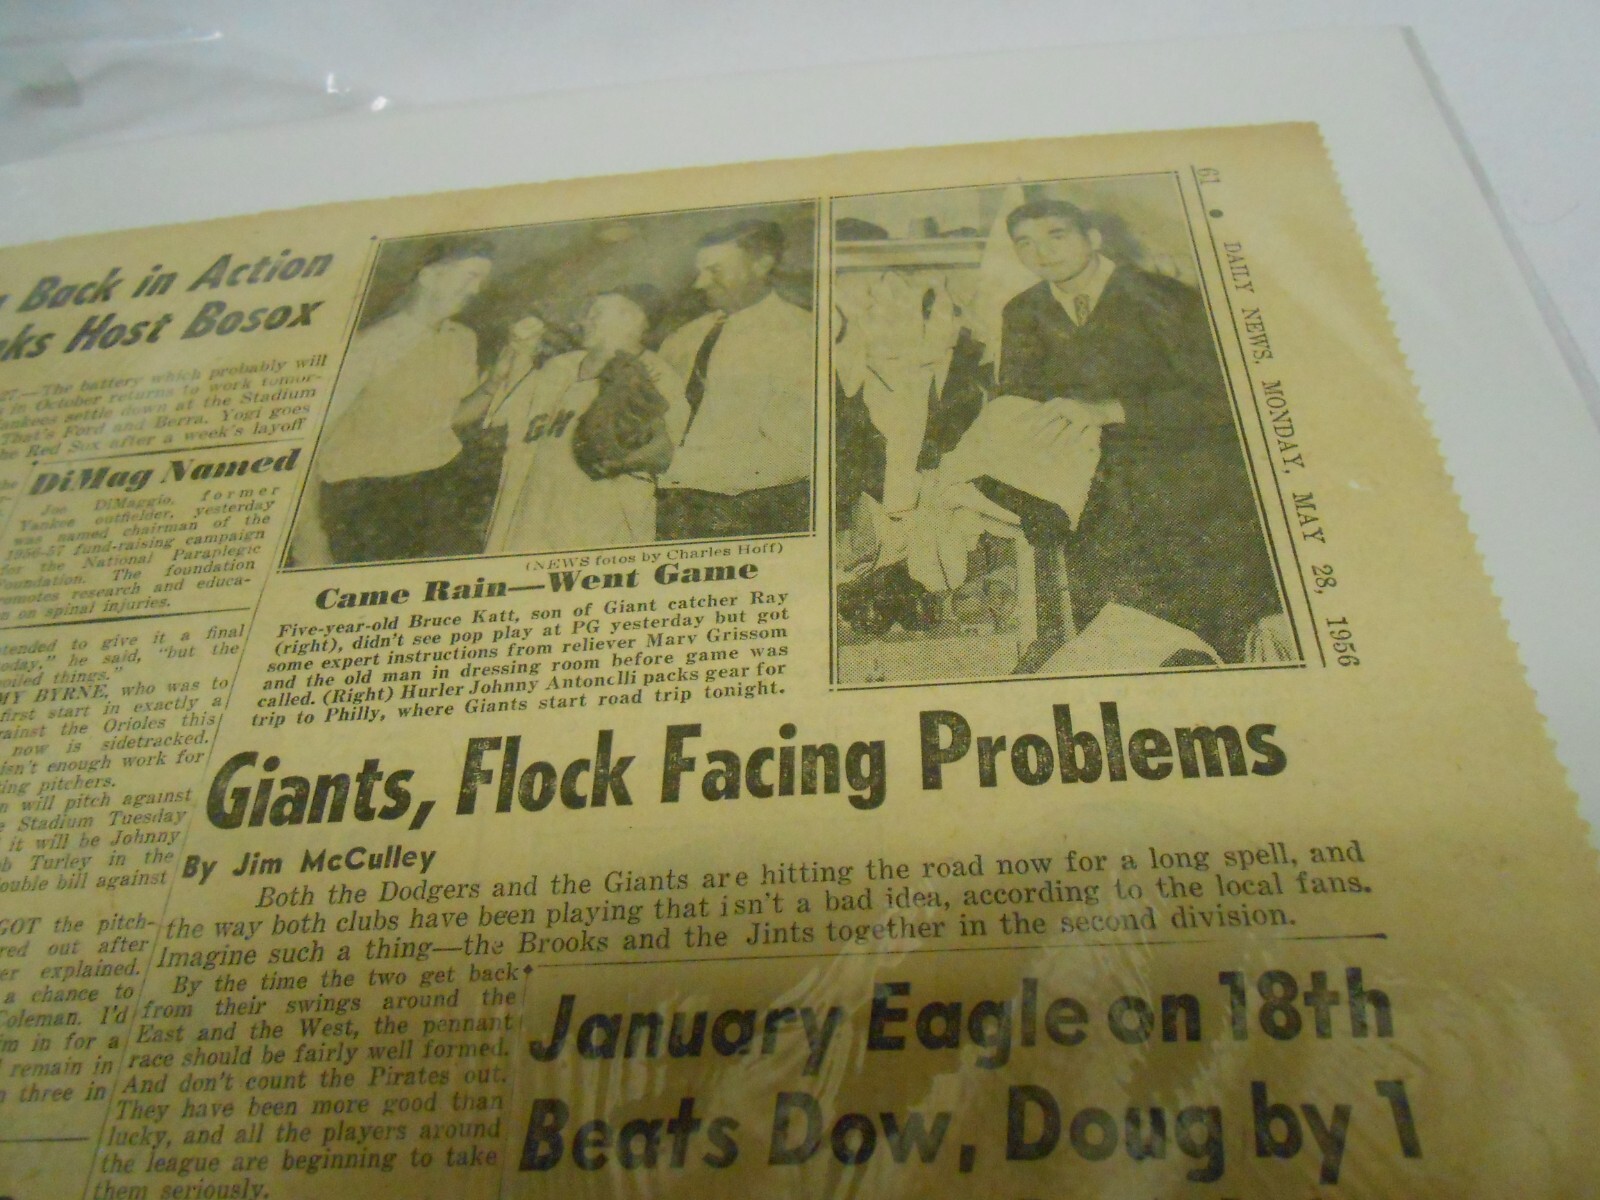 Back in Action
Host Bosox
27.—The battery which probably will
in October returns to work tomor-
settle down at the Stadium
That's Ford and Berra. Yogi goes
Red Sox after a week's layoff
DiMag Named
Joe DiMaggio, former
Yankee outfielder, yesterday
was named chairman of the
1956-57 fund-raising campaign
for the National Paraplegic
Foundation. The foundation
promotes research and educa-
on spinal injuries.
to give it a final
he said, "but the
things."
BYRNE, who was to
first start in exactly a
against the Orioles this
now is sidetracked.
isn't enough work for
pitchers.
will pitch against
Stadium Tuesday
it will be Johnny
Turley in the
bill against
GOT the pitch-
out after
explained.
a chance to
Coleman. I'd
in for a
remain in
three in
(NEWS fotos by Charles Hoff)
Came Rain—Went Game
Five-year-old Bruce Katt, son of Giant catcher Ray
(right), didn't see pop play at PG yesterday but got
some expert instructions from reliever Marv Grissom
and the old man in dressing room before game was
called. (Right) Hurler Johnny Antonelli packs gear for
trip to Philly, where Giants start road trip tonight.
61 • DAILY NEWS, MONDAY, MAY 28, 1956
Giants, Flock Facing Problems
By Jim McCulley
Both the Dodgers and the Giants are hitting the road now for a long spell, and
the way both clubs have been playing that isn't a bad idea, according to the local fans.
Imagine such a thing—the Brooks and the Jints together in the second division.
By the time the two get back
from their swings around the
East and the West, the pennant
race should be fairly well formed.
And don't count the Pirates out.
They have been more good than
lucky, and all the players around
the league are beginning to take
them seriously.
January Eagle on 18th
Beats Dow, Doug by 1